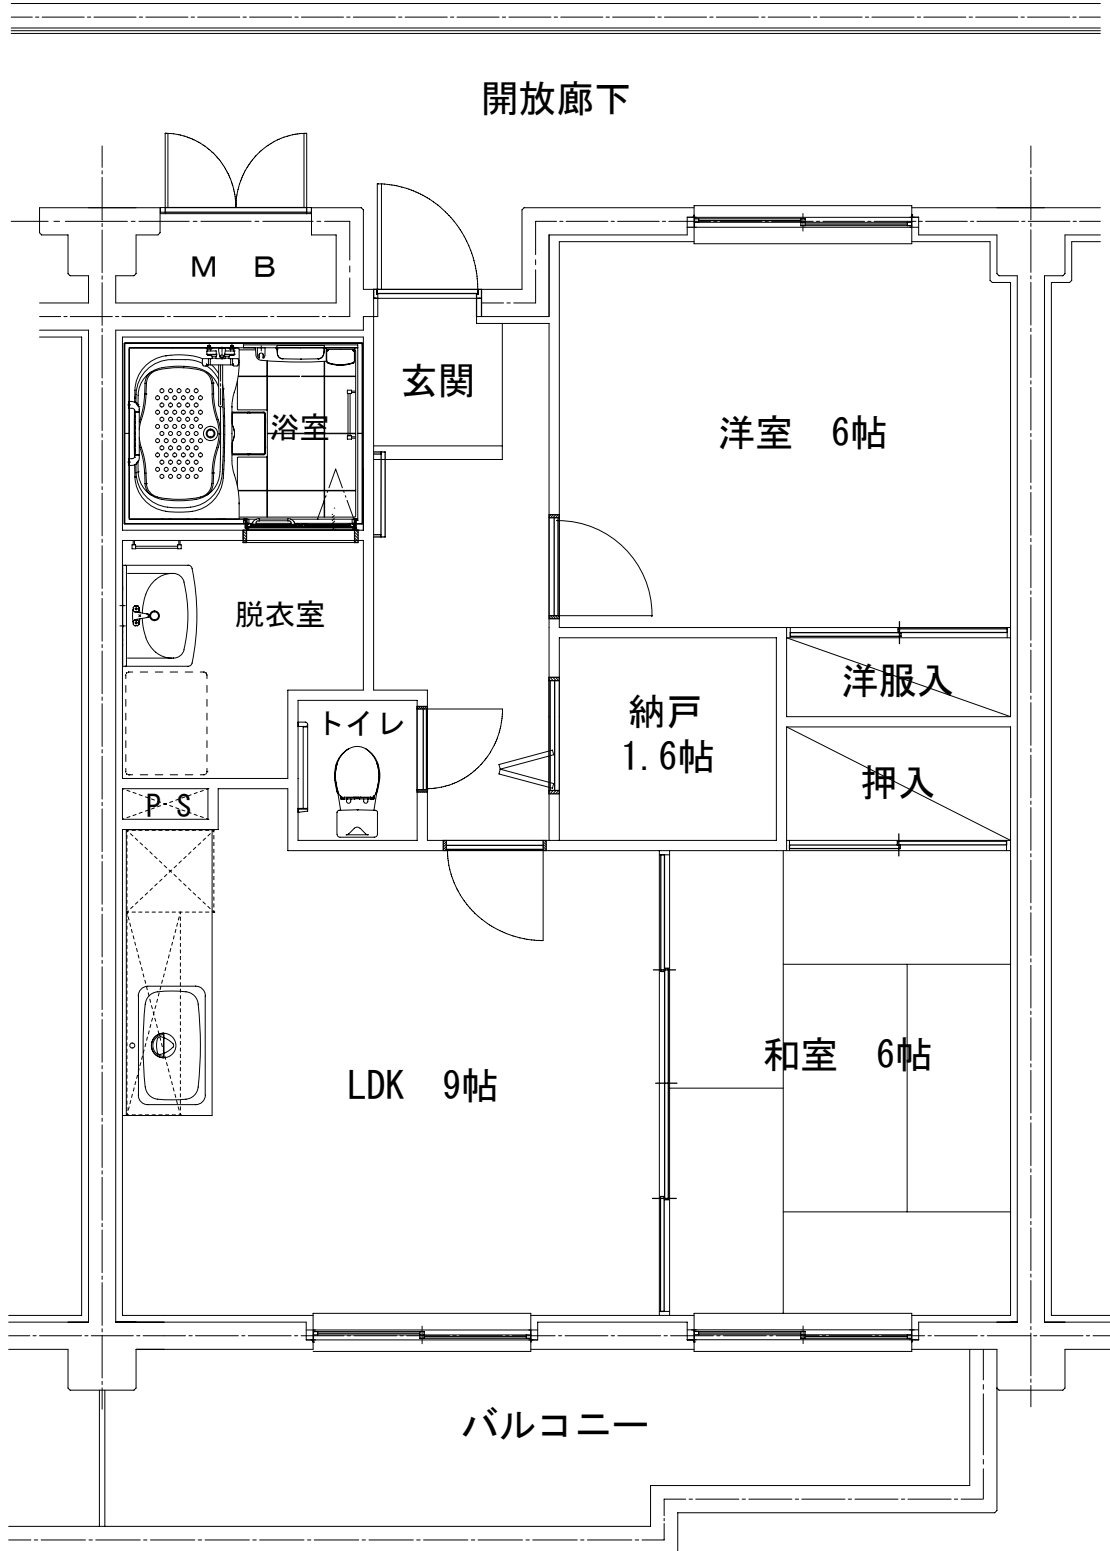 開放廊下
M B
玄関
浴室
洋室 6帖
脱衣室
洋服入
トイレ
納戸
1.6帖
押入
P・S
和室 6帖
LDK 9帖
バルコニー